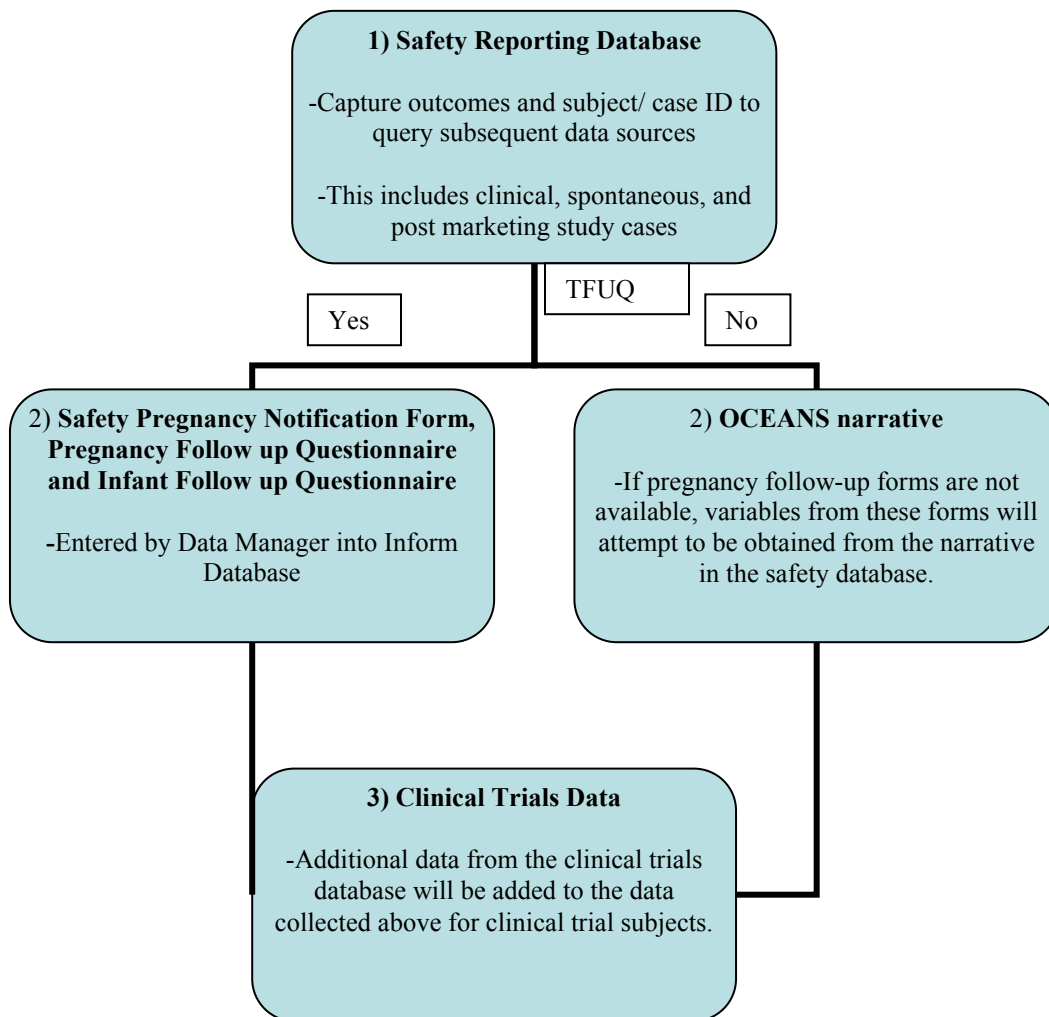 1) Safety Reporting Database
-Capture outcomes and subject/ case ID to
query subsequent data sources
-This includes clinical, spontaneous, and
post marketing study cases
TFUQ
Yes
No
2) Safety Pregnancy Notification Form,
Pregnancy Follow up Questionnaire
and Infant Follow up Questionnaire
-Entered by Data Manager into Inform
Database
2) OCEANS narrative
-If pregnancy follow-up forms are not
available, variables from these forms will
attempt to be obtained from the narrative
in the safety database.
3) Clinical Trials Data
-Additional data from the clinical trials
database will be added to the data
collected above for clinical trial subjects.